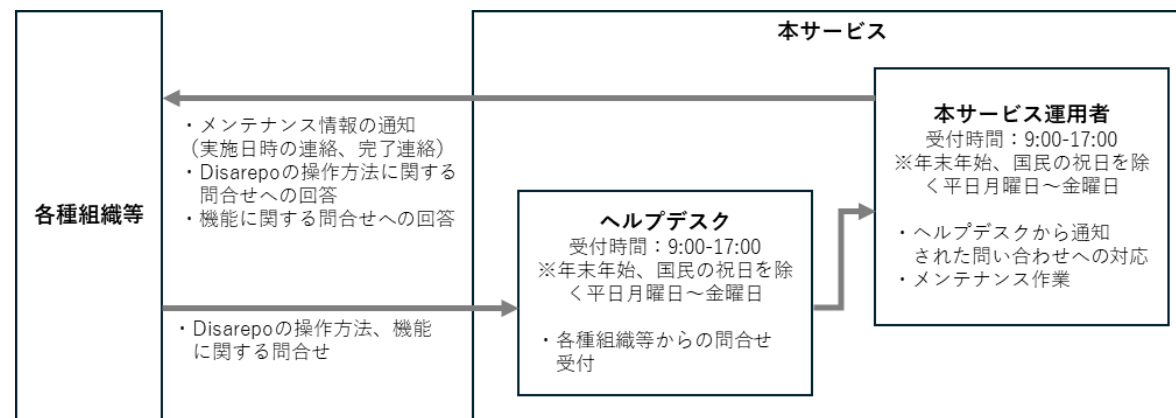 本サービス
各種組織等
・メンテナンス情報の通知
（実施日時の連絡、完了連絡）
・Disarepoの操作方法に関する
問合せへの回答
・機能に関する問合せへの回答
・Disarepoの操作方法、機能
に関する問合せ
ヘルプデスク
受付時間：9:00-17:00
※年末年始、国民の祝日を除
く平日月曜日～金曜日
・各種組織等からの問合せ
受付
本サービス運用者
受付時間：9:00-17:00
※年末年始、国民の祝日を除
く平日月曜日～金曜日
・ヘルプデスクから通知
された問い合わせへの対応
・メンテナンス作業